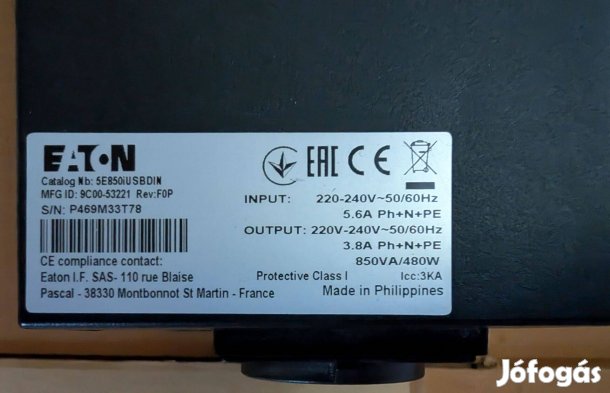 EATON
Catalog Nb: 5E850iUSBDIN
MFG ID: 9C00-53221 Rev:F0P
S/N: P469M33T78
EAC CE
INPUT: 220-240V~50/60Hz
5.6A Ph+N+PE
OUTPUT: 220V-240V~50/60Hz
3.8A Ph+N+PE
850VA/480W
CE compliance contact:
Eaton I.F. SAS- 110 rue Blaise
Pascal - 38330 Montbonnot St Martin - France
Protective Class I Icc:3KA
Made in Philippines
Jófogás